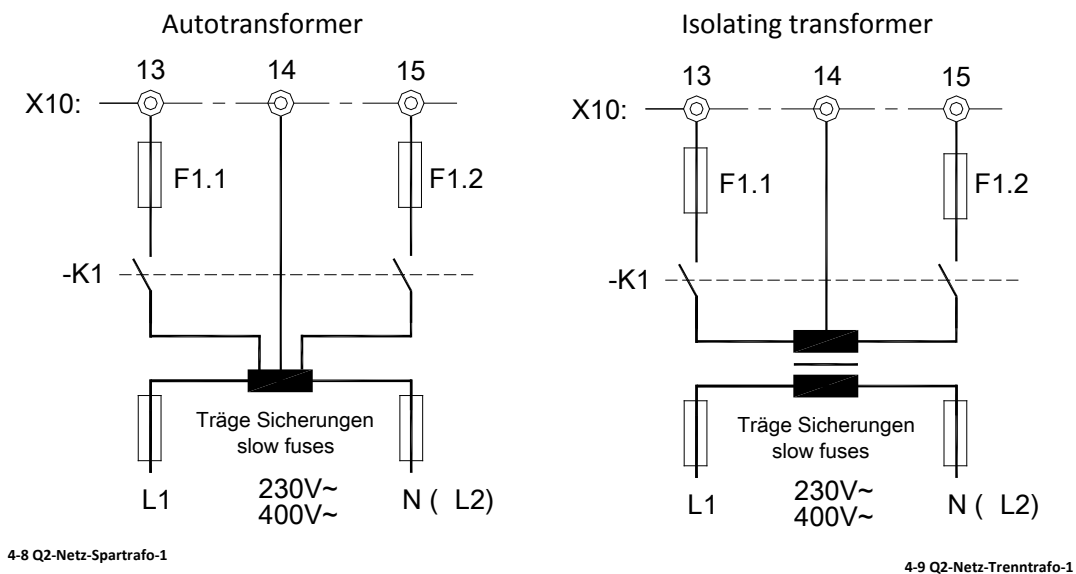 Autotransformer
13 14 15
X10:
F1.1 F1.2
-K1
Träge Sicherungen
slow fuses
L1 230V~ N ( L2)
400V~
4-8 Q2-Netz-Spartrafo-1
Isolating transformer
13 14 15
X10:
F1.1 F1.2
-K1
Träge Sicherungen
slow fuses
L1 230V~ N ( L2)
400V~
4-9 Q2-Netz-Trenntrafo-1